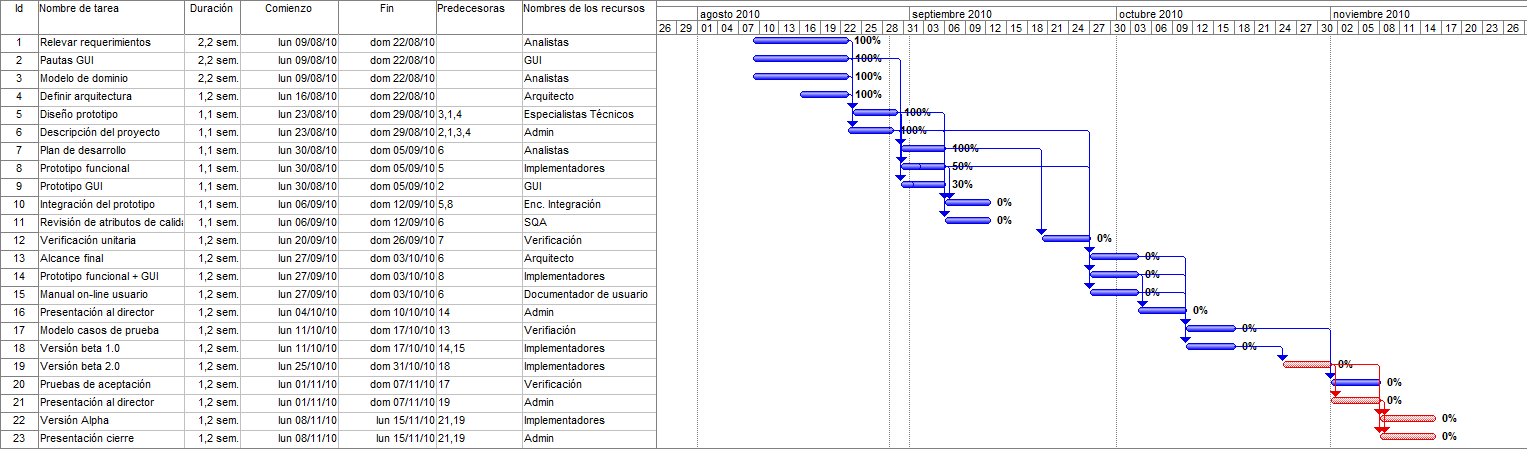 Id Nombre de tarea Duración Comienzo Fin Predecesoras Nombres de los recursos
agosto 2010 septiembre 2010 octubre 2010 noviembre 2010
26 29 01 04 07 10 13 16 19 22 25 28 31 03 06 09 12 15 18 21 24 27 30 03 06 09 12 15 18 21 24 27 30 02 05 08 11 14 17 20 23 26
1 Relevar requerimientos 2,2 sem. lun 09/08/10 dom 22/08/10 Analistas 100%
2 Pautas GUI 2,2 sem. lun 09/08/10 dom 22/08/10 GUI 100%
3 Modelo de dominio 2,2 sem. lun 09/08/10 dom 22/08/10 Analistas 100%
4 Definir arquitectura 1,2 sem. lun 16/08/10 dom 22/08/10 Arquitecto 100%
5 Diseño prototipo 1,1 sem. lun 23/08/10 dom 29/08/10 3,1,4 Especialistas Técnicos 100%
6 Descripción del proyecto 1,1 sem. lun 23/08/10 dom 29/08/10 2,1,3,4 Admin 100%
7 Plan de desarrollo 1,1 sem. lun 30/08/10 dom 05/09/10 6 Analistas 100%
8 Prototipo funcional 1,1 sem. lun 30/08/10 dom 05/09/10 5 Implementadores 50%
9 Prototipo GUI 1,1 sem. lun 30/08/10 dom 05/09/10 2 GUI 30%
10 Integración del prototipo 1,1 sem. lun 06/09/10 dom 12/09/10 5,8 Enc. Integración 0%
11 Revisión de atributos de calida 1,1 sem. lun 06/09/10 dom 12/09/10 6 SQA 0%
12 Verificación unitaria 1,2 sem. lun 20/09/10 dom 26/09/10 7 Verificación 0%
13 Alcance final 1,2 sem. lun 27/09/10 dom 03/10/10 6 Arquitecto 0%
14 Prototipo funcional + GUI 1,2 sem. lun 27/09/10 dom 03/10/10 8 Implementadores 0%
15 Manual on-line usuario 1,2 sem. lun 27/09/10 dom 03/10/10 6 Documentador de usuario 0%
16 Presentación al director 1,2 sem. lun 04/10/10 dom 10/10/10 14 Admin 0%
17 Modelo casos de prueba 1,2 sem. lun 11/10/10 dom 17/10/10 13 Verifiación 0%
18 Versión beta 1.0 1,2 sem. lun 11/10/10 dom 17/10/10 14,15 Implementadores 0%
19 Versión beta 2.0 1,2 sem. lun 25/10/10 dom 31/10/10 18 Implementadores 0%
20 Pruebas de aceptación 1,2 sem. lun 01/11/10 dom 07/11/10 17 Verificación 0%
21 Presentación al director 1,2 sem. lun 01/11/10 dom 07/11/10 19 Admin 0%
22 Versión Alpha 1,2 sem. lun 08/11/10 lun 15/11/10 21,19 Implementadores 0%
23 Presentación cierre 1,2 sem. lun 08/11/10 lun 15/11/10 21,19 Admin 0%